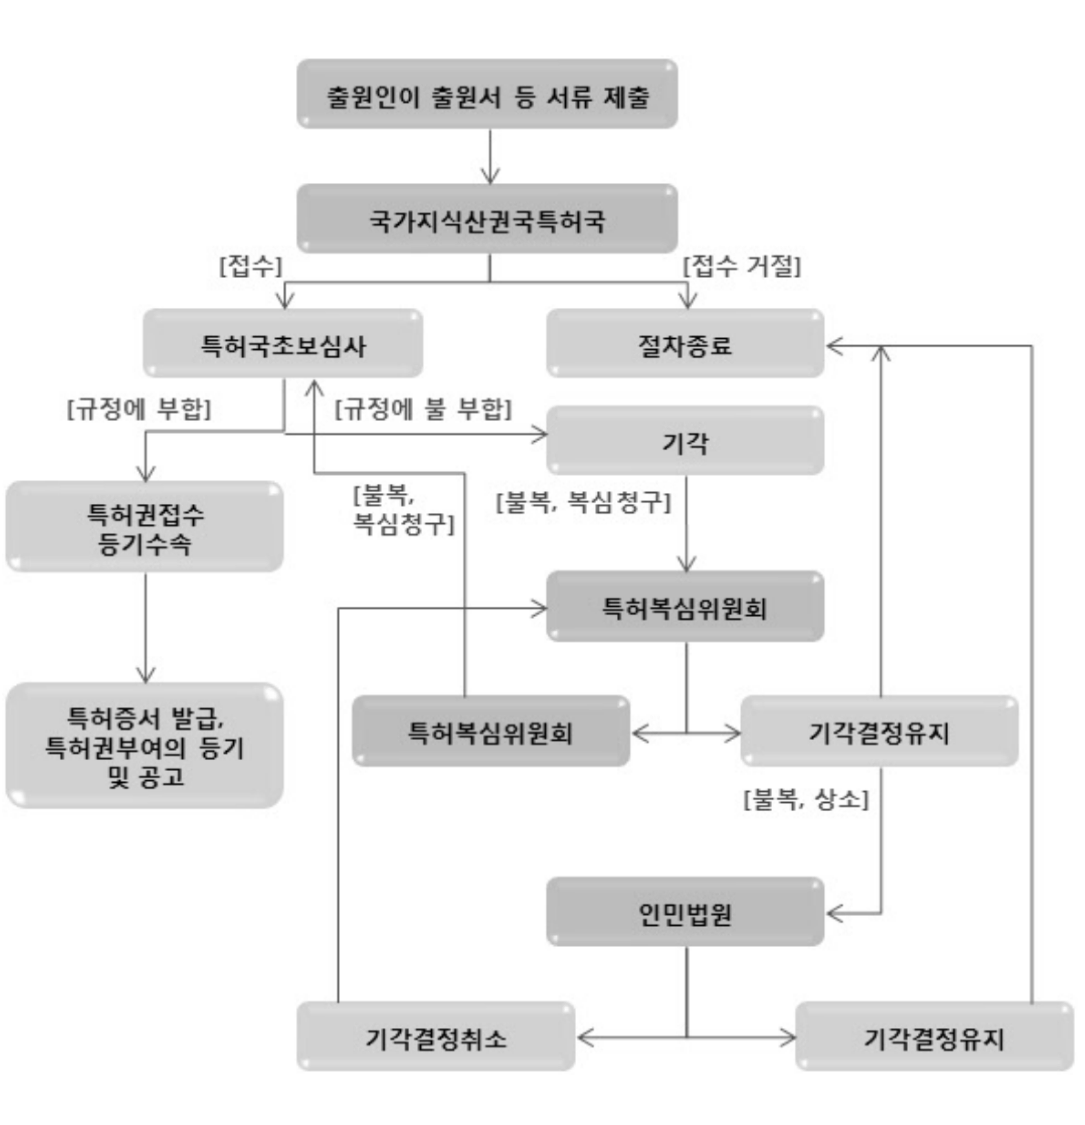 출원인이 출원서 등 서류 제출
국가지식산권국특허국
[접수]
[접수 거절]
특허국초보심사
절차종료
[규정에 부합]
[규정에 불 부합]
기각
특허권접수
등기수속
[불복,
복심청구]
[불복, 복심청구]
특허복심위원회
특허증서 발급,
특허권부여의 등기
및 공고
특허복심위원회
기각결정유지
[불복, 상소]
인민법원
기각결정취소
기각결정유지